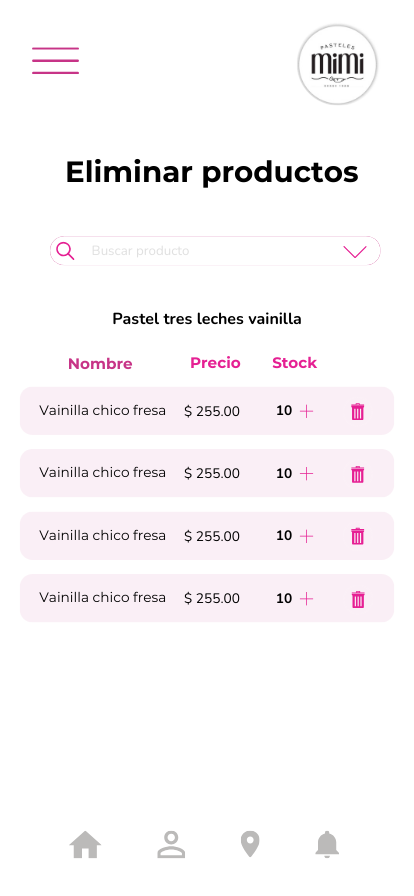 PASTELES
mimi
Eliminar productos
Buscar producto
Pastel tres leches vainilla
Nombre Precio Stock
Vainilla chico fresa $ 255.00 10
Vainilla chico fresa $ 255.00 10
Vainilla chico fresa $ 255.00 10
Vainilla chico fresa $ 255.00 10